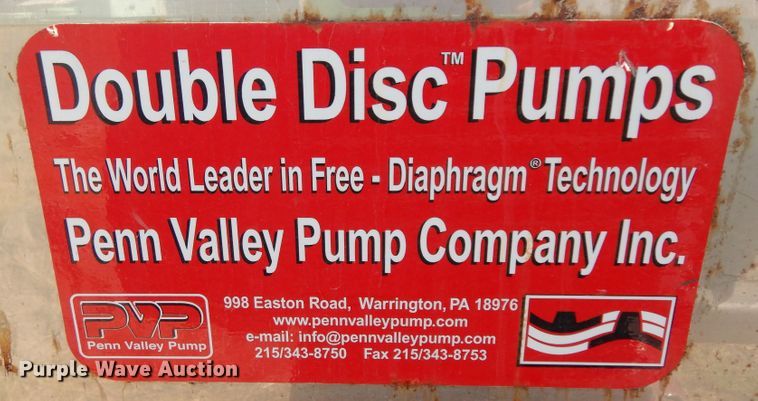 Double Disc™ Pumps
The World Leader in Free - Diaphragm® Technology
Penn Valley Pump Company Inc.
PVP
Penn Valley Pump
998 Easton Road, Warrington, PA 18976
www.pennvalleypump.com
e-mail: info@pennvalleypump.com
215/343-8750 Fax 215/343-8753
Purple Wave Auction